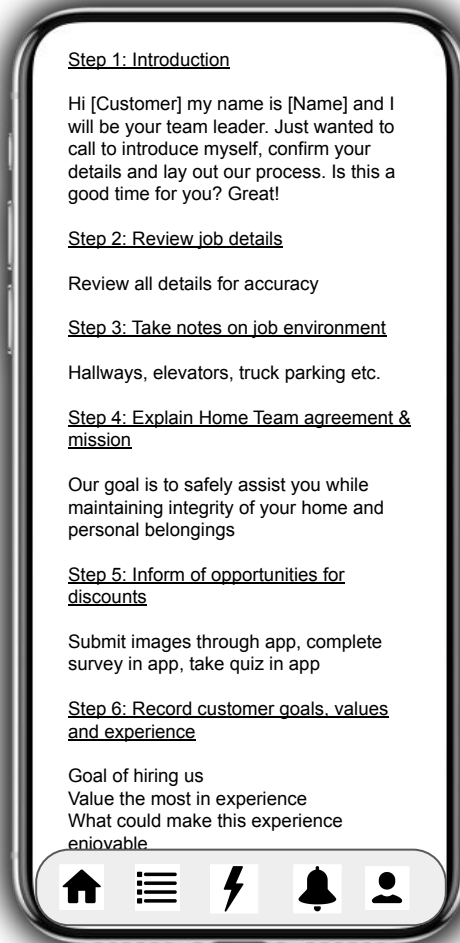 Step 1: Introduction
Hi [Customer] my name is [Name] and I
will be your team leader. Just wanted to
call to introduce myself, confirm your
details and lay out our process. Is this a
good time for you? Great!
Step 2: Review job details
Review all details for accuracy
Step 3: Take notes on job environment
Hallways, elevators, truck parking etc.
Step 4: Explain Home Team agreement &
mission
Our goal is to safely assist you while
maintaining integrity of your home and
personal belongings
Step 5: Inform of opportunities for
discounts
Submit images through app, complete
survey in app, take quiz in app
Step 6: Record customer goals, values
and experience
Goal of hiring us
Value the most in experience
What could make this experience
enjoyable